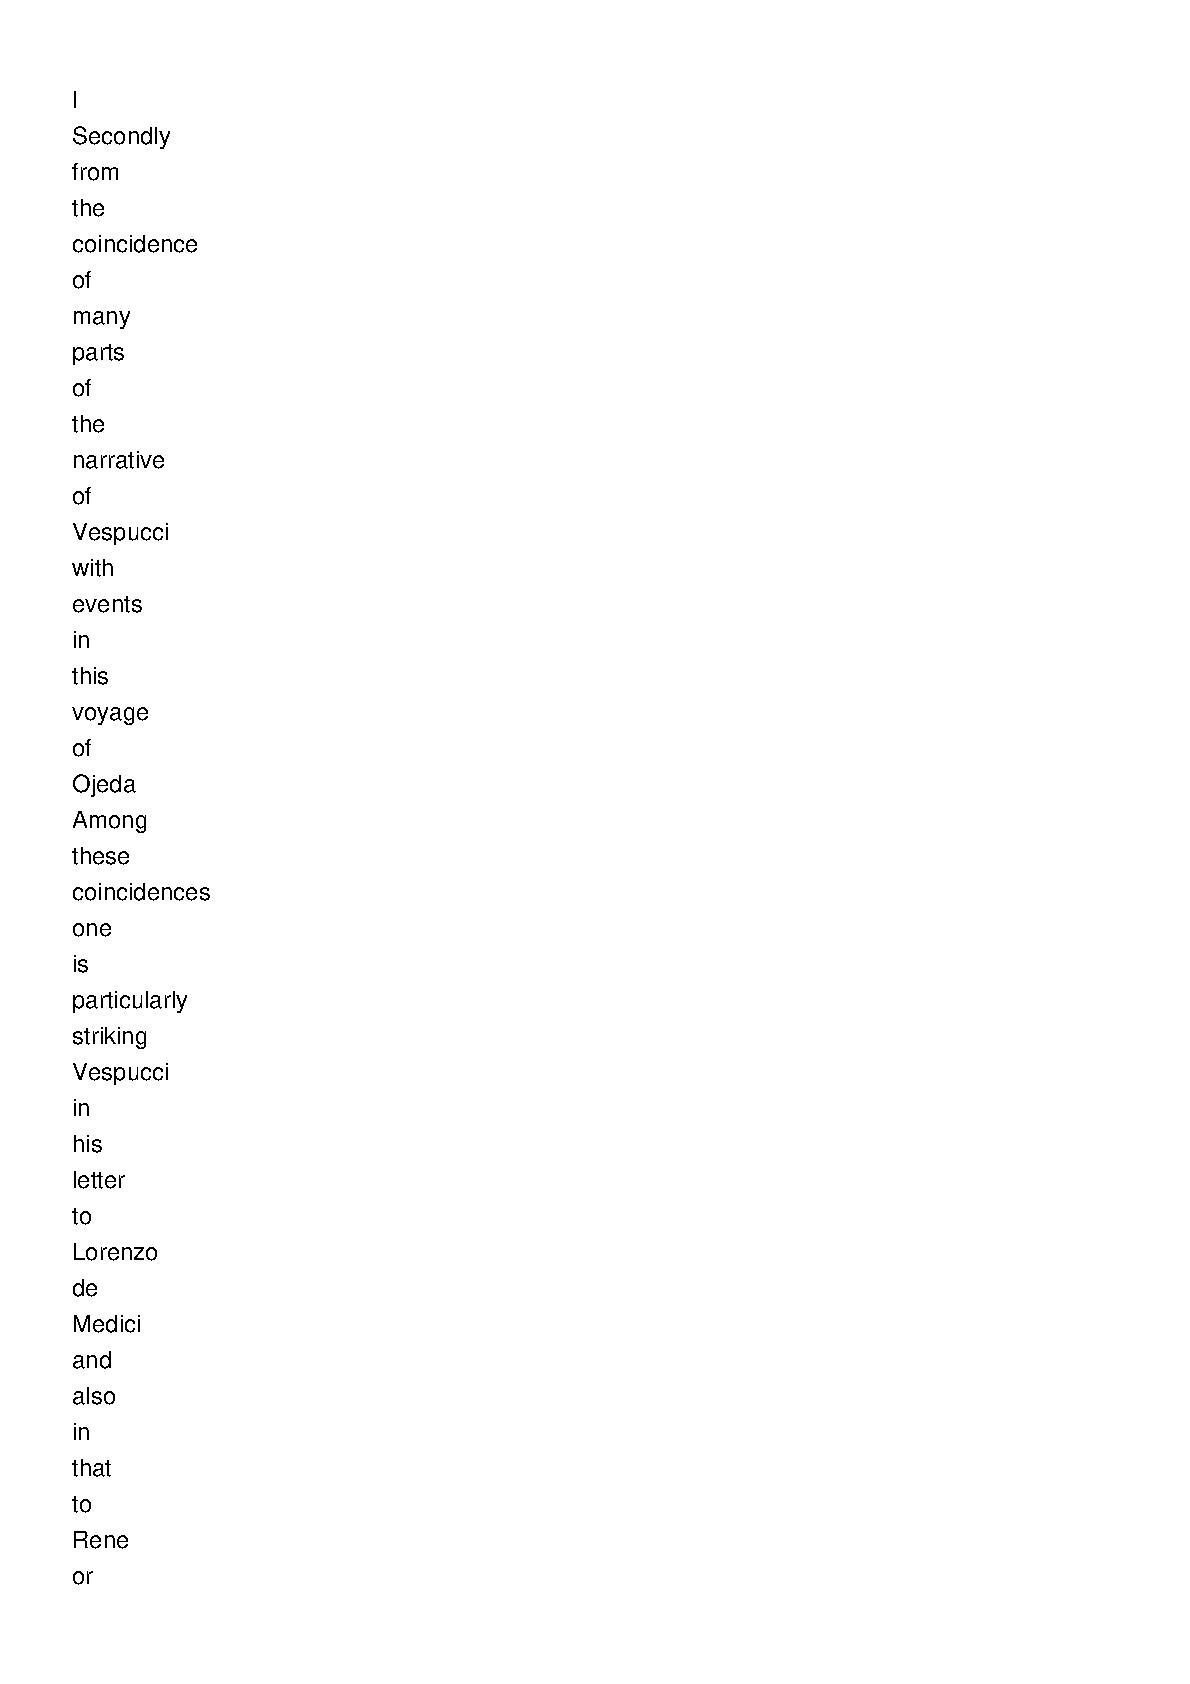 I
Secondly
from
the
coincidence
of
many
parts
of
the
narrative
of
Vespucci
with
events
in
this
voyage
of
Ojeda
Among
these
coincidences
one
is
particularly
striking
Vespucci
in
his
letter
to
Lorenzo
de
Medici
and
also
in
that
to
Rene
or